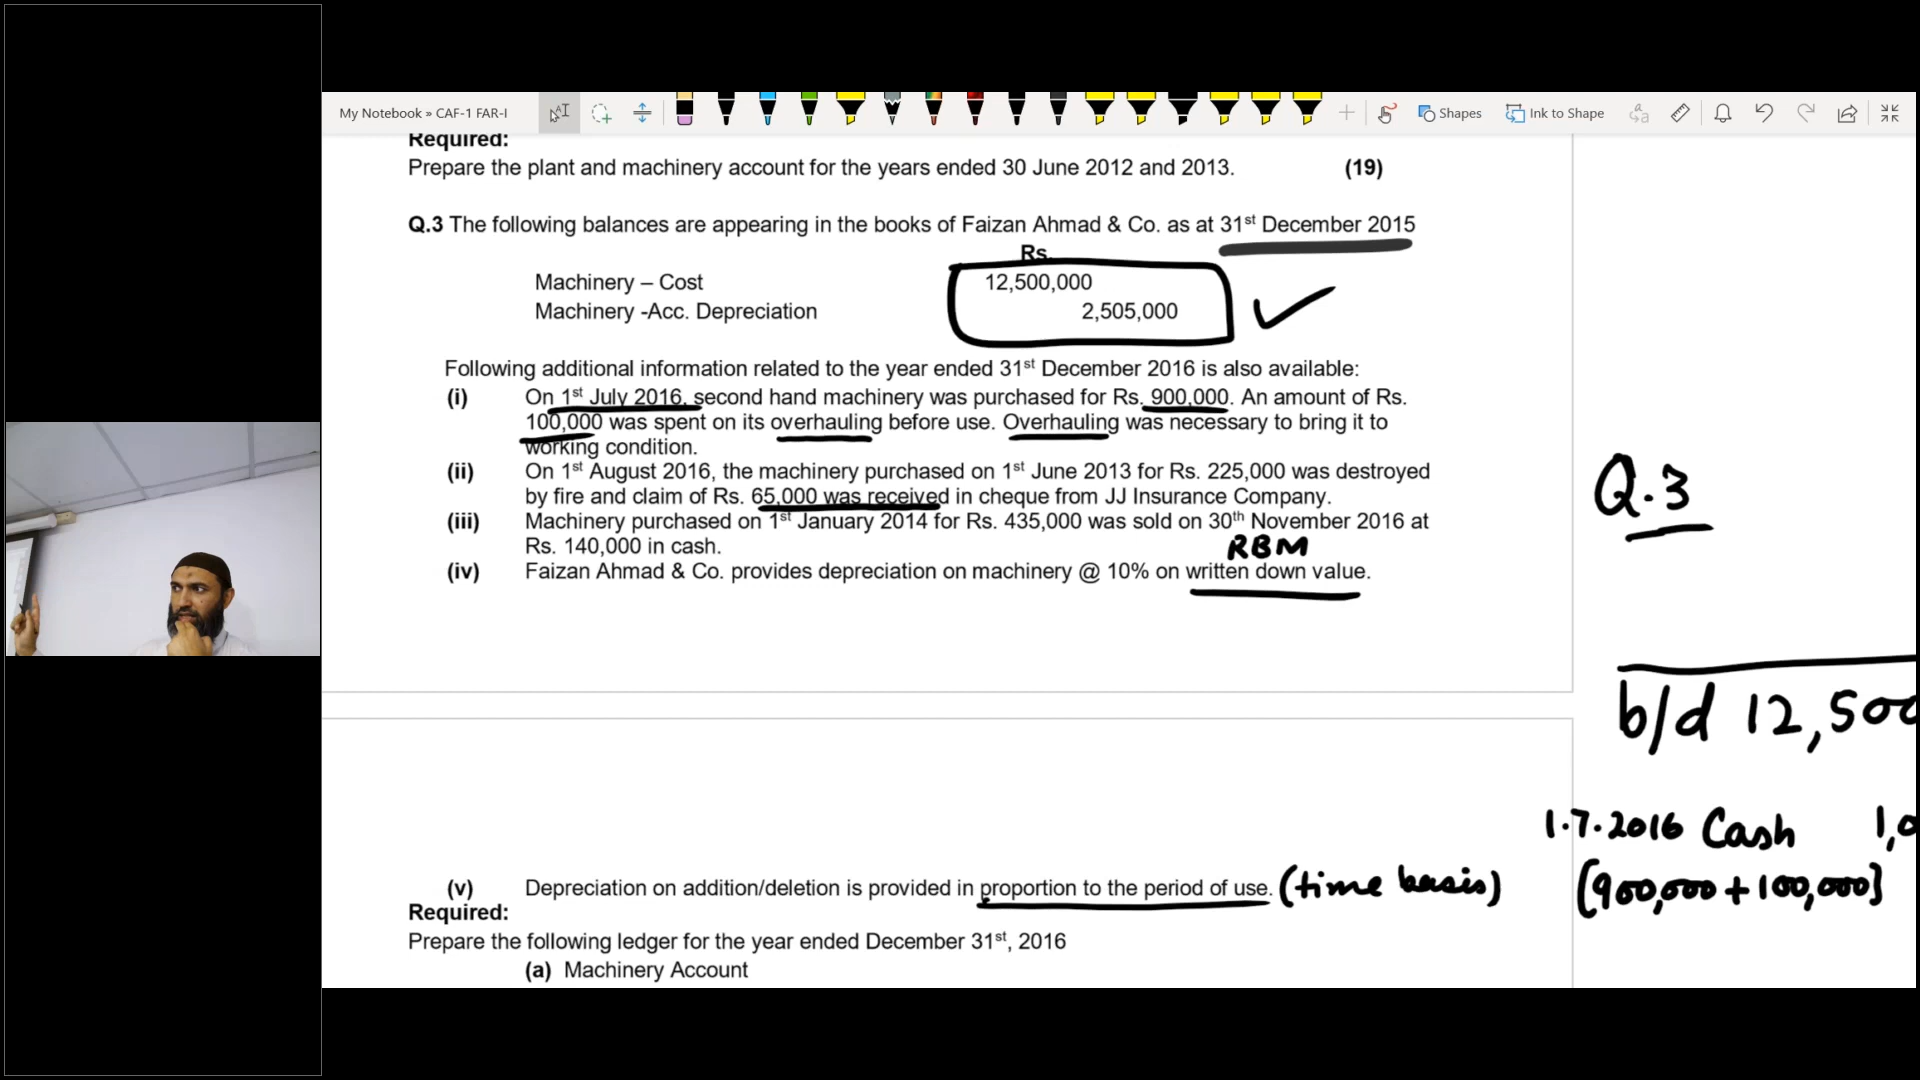 My Notebook » CAF-1 FAR-I
Shapes
Ink to Shape
Required:
Prepare the plant and machinery account for the years ended 30 June 2012 and 2013. (19)
Q.3 The following balances are appearing in the books of Faizan Ahmad & Co. as at 31st December 2015
Rs.
Machinery – Cost 12,500,000
Machinery -Acc. Depreciation 2,505,000
Following additional information related to the year ended 31st December 2016 is also available:
(i) On 1st July 2016, second hand machinery was purchased for Rs. 900,000. An amount of Rs.
100,000 was spent on its overhauling before use. Overhauling was necessary to bring it to
working condition.
(ii) On 1st August 2016, the machinery purchased on 1st June 2013 for Rs. 225,000 was destroyed
by fire and claim of Rs. 65,000 was received in cheque from JJ Insurance Company.
(iii) Machinery purchased on 1st January 2014 for Rs. 435,000 was sold on 30th November 2016 at
Rs. 140,000 in cash.
RBM
(iv) Faizan Ahmad & Co. provides depreciation on machinery @ 10% on written down value.
(v) Depreciation on addition/deletion is provided in proportion to the period of use. (time basis)
Required:
Prepare the following ledger for the year ended December 31st, 2016
(a) Machinery Account
Q.3
b/d 12,500
1.7.2016 Cash 1,0
(900,000 + 100,000)